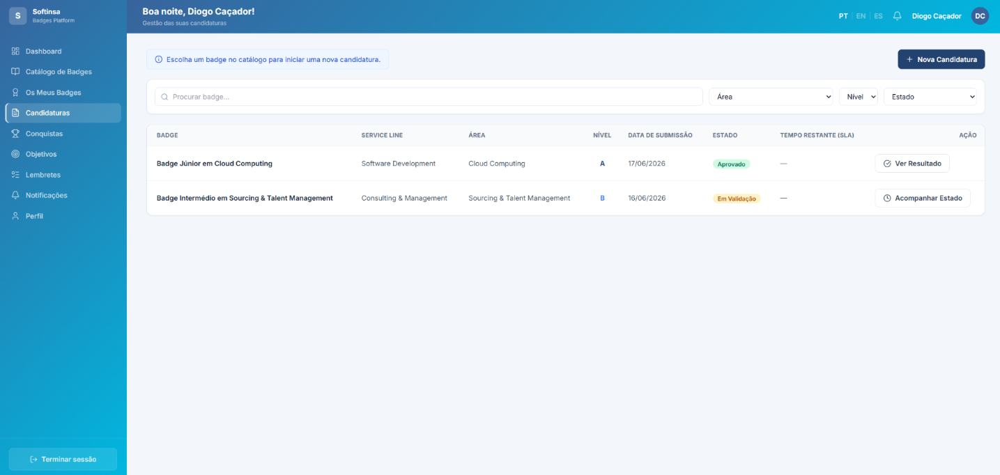 S
Softinsa
Badges Platform
Dashboard
Catálogo de Badges
Os Meus Badges
Candidaturas
Conquistas
Objetivos
Lembretes
Notificações
Perfil
Terminar sessão
Boa noite, Diogo Caçador!
Gestão das suas candidaturas
PT EN ES Diogo Caçador DC
Escolha um badge no catálogo para iniciar uma nova candidatura.
+ Nova Candidatura
Procurar badge... Área Nível Estado
BADGE SERVICE LINE ÁREA NÍVEL DATA DE SUBMISSÃO ESTADO TEMPO RESTANTE (SLA) AÇÃO
Badge Júnior em Cloud Computing Software Development Cloud Computing A 17/06/2026 Aprovado — Ver Resultado
Badge Intermédio em Sourcing & Talent Management Consulting & Management Sourcing & Talent Management B 16/06/2026 Em Validação — Acompanhar Estado